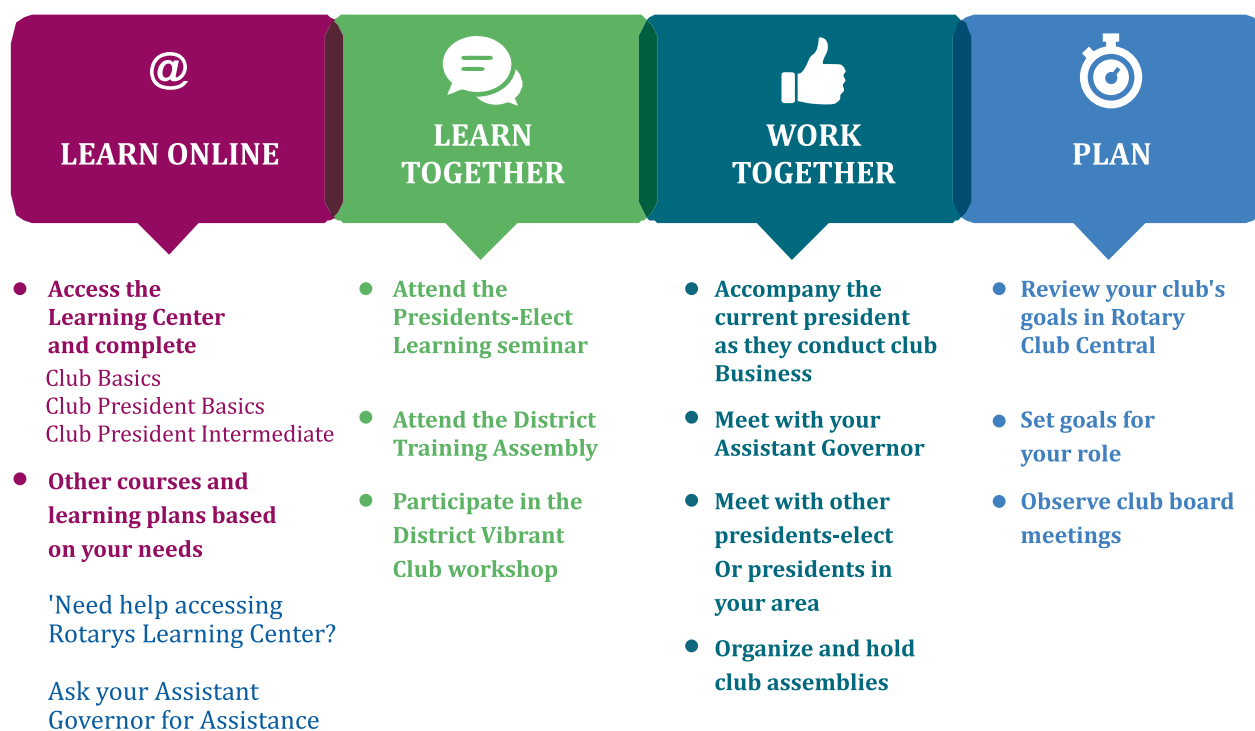 @
LEARN ONLINE
Access the
Learning Center
and complete
Club Basics
Club President Basics
Club President Intermediate
Other courses and
learning plans based
on your needs
'Need help accessing
Rotarys Learning Center?
Ask your Assistant
Governor for Assistance
LEARN
TOGETHER
Attend the
Presidents-Elect
Learning seminar
Attend the District
Training Assembly
Participate in the
District Vibrant
Club workshop
WORK
TOGETHER
Accompany the
current president
as they conduct club
Business
Meet with your
Assistant Governor
Meet with other
presidents-elect
Or presidents in
your area
Organize and hold
club assemblies
PLAN
Review your club's
goals in Rotary
Club Central
Set goals for
your role
Observe club board
meetings